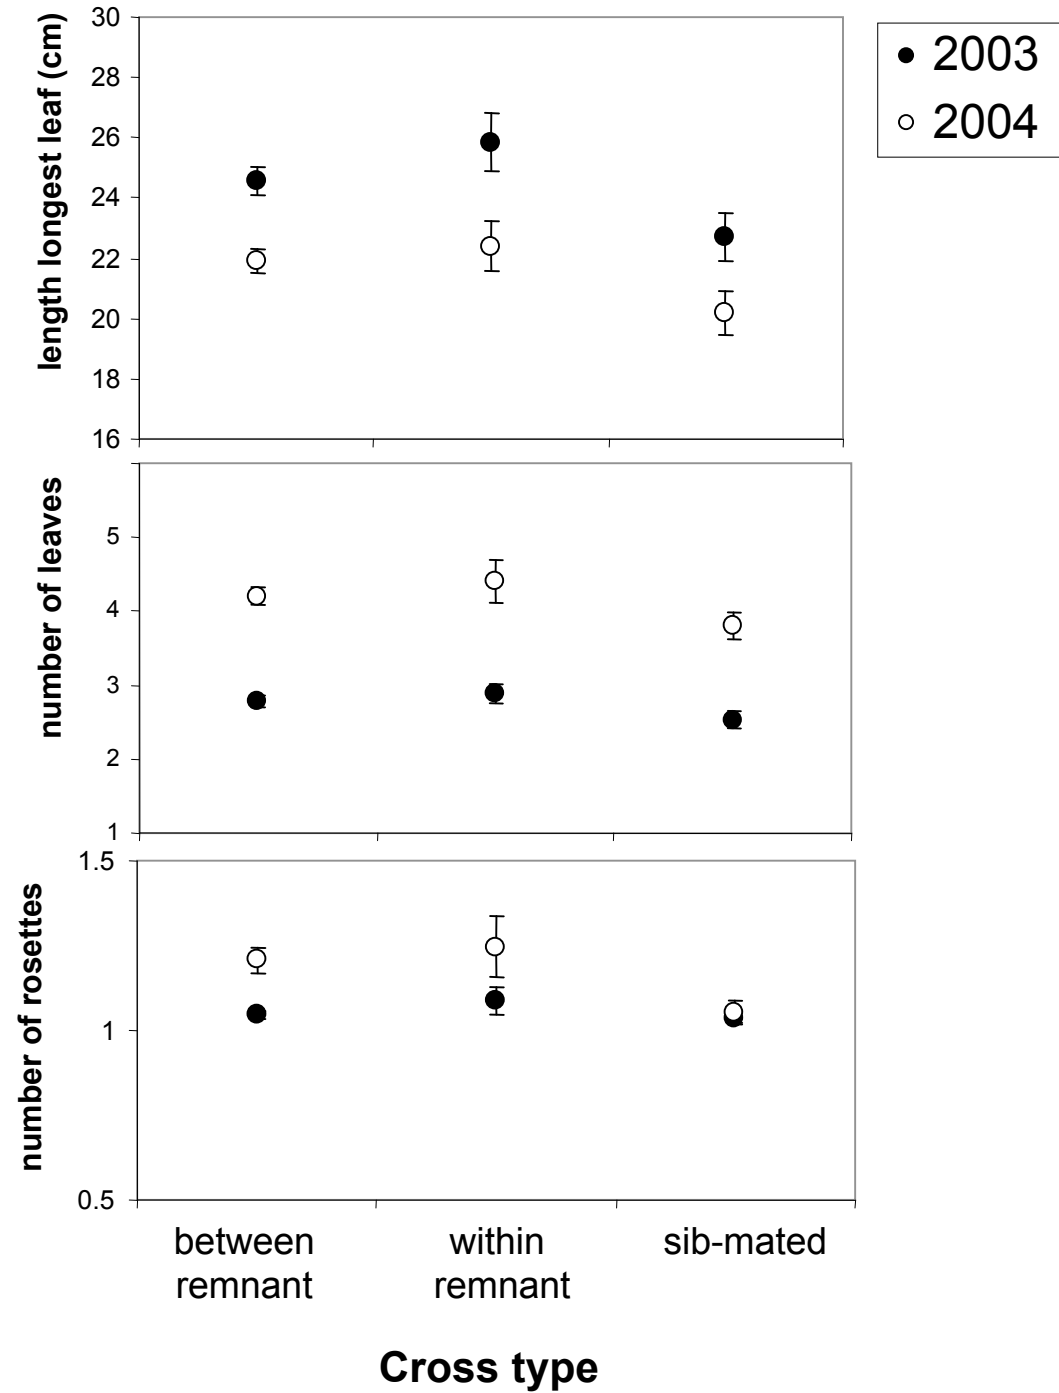 length longest leaf (cm)
30
28
26
24
22
20
18
16
2003
2004
number of leaves
5
4
3
2
1
number of rosettes
1.5
1
0.5
between
remnant
within
remnant
sib-mated
Cross type